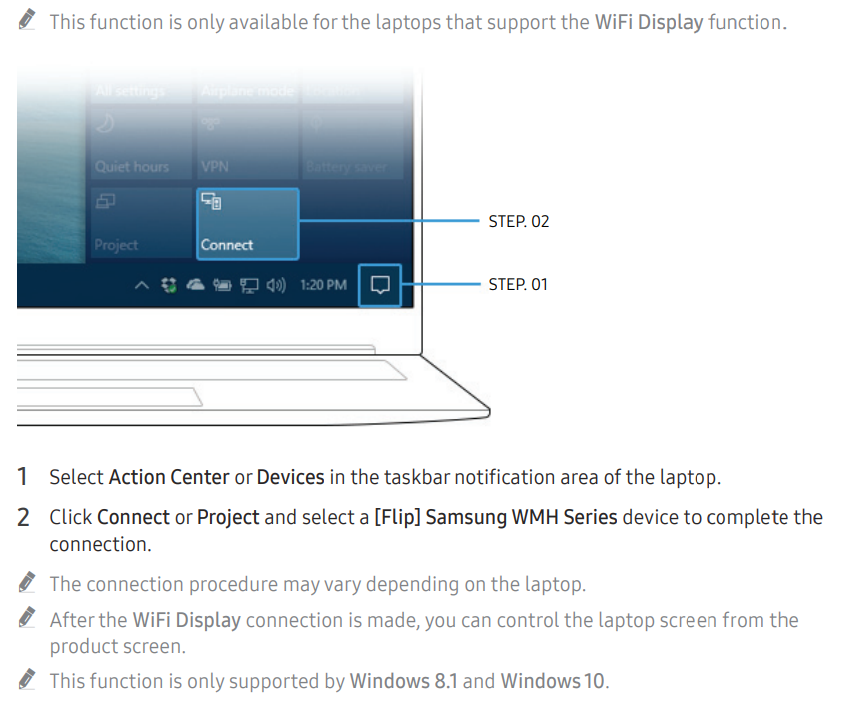 This function is only available for the laptops that support the WiFi Display function.
All settings Airplane mode Location
Quiet hours VPN Battery saver
Project Connect
STEP. 02
1:20 PM
STEP. 01
1 Select Action Center or Devices in the taskbar notification area of the laptop.
2 Click Connect or Project and select a [Flip] Samsung WMH Series device to complete the
connection.
The connection procedure may vary depending on the laptop.
After the WiFi Display connection is made, you can control the laptop screen from the
product screen.
This function is only supported by Windows 8.1 and Windows 10.